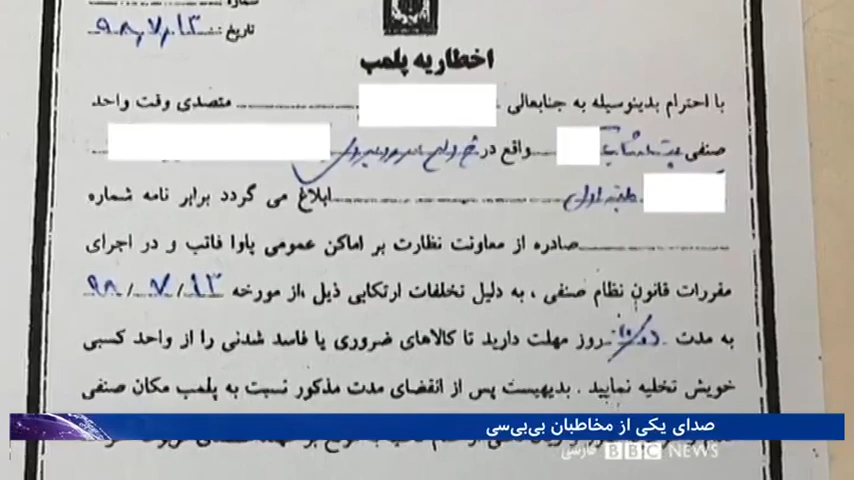 شماره
تاریخ ۹۸,۷,۱۳
اخطاریه پلمب
با احترام بدینوسیله به جنابعالی متصدی وقت واحد
صنفی واقع در
طبقه اول ابلاغ می گردد برابر نامه شماره
صادره از معاونت نظارت بر اماکن عمومی پاوا فاتب و در اجرای
مقررات قانون نظام صنفی ، به دلیل تخلفات ارتکابی ذیل ،از مورخه ۹۸/۷/۱۳
به مدت روز مهلت دارید تا کالاهای ضروری یا فاسد شدنی را از واحد کسبی
خویش تخلیه نمایید . بدیهیست پس از انقضای مدت مذکور نسبت به پلمب مکان صنفی
صدای یکی از مخاطبان بی‌بی‌سی
BBC NEWS فارسی